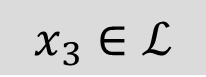 𝑥₃ ∈ ℒ